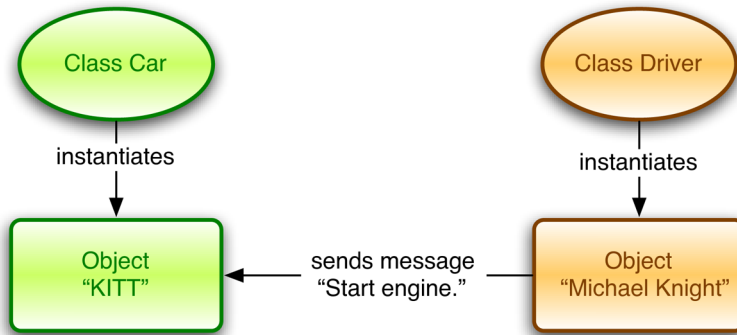 Class Car
Class Driver
instantiates
instantiates
Object
“KITT”
sends message
“Start engine.”
Object
“Michael Knight”